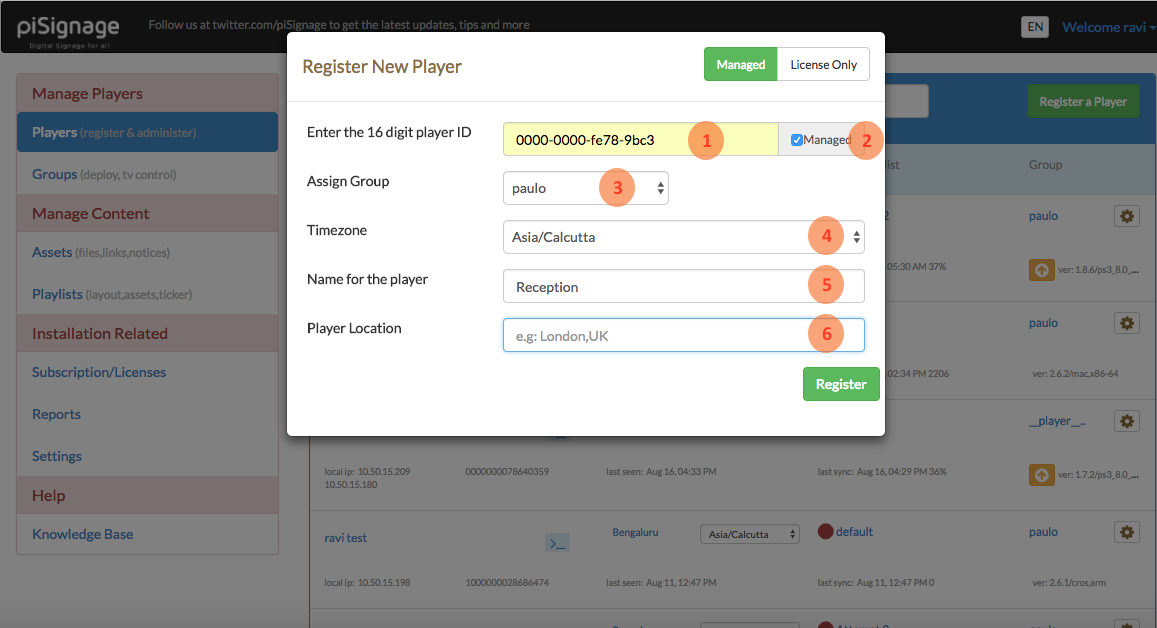 piSignage
Digital Signage for all
Follow us at twitter.com/piSignage to get the latest updates, tips and more
EN
Welcome ravi
Register New Player
Managed
License Only
Enter the 16 digit player ID
0000-0000-fe78-9bc3
1
Managed
2
Assign Group
paulo
3
Timezone
Asia/Calcutta
4
Name for the player
Reception
5
Player Location
e.g: London,UK
6
Register
Manage Players
Players (register & administer)
Groups (deploy, tv control)
Manage Content
Assets (files,links,notices)
Playlists (layout,assets,ticker)
Installation Related
Subscription/Licenses
Reports
Settings
Help
Knowledge Base
Register a Player
Group
paulo
05:30 AM 37%
ver: 1.8.6/ps3_8.0_...
paulo
02:34 PM 2206
ver: 2.6.2/mac,x86-64
__player__..
local ip: 10.50.15.209
10.50.15.180
0000000078640359
last seen: Aug 16, 04:33 PM
last sync: Aug 16, 04:29 PM 36%
ver: 1.7.2/ps3_8.0_...
ravi test
>_
Bengaluru
Asia/Calcutta
default
paulo
local ip: 10.50.15.198
1000000028686474
last seen: Aug 11, 12:47 PM
last sync: Aug 11, 12:47 PM 0
ver: 2.6.1/cros,arm